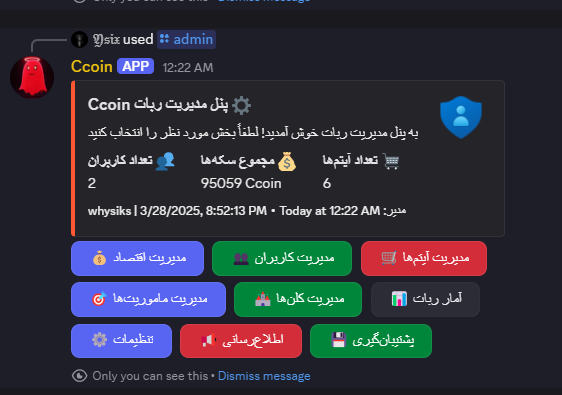 Only you can see this • Dismiss message
𝖄𝖘𝖎𝖝 used admin
Ccoin APP 12:22 AM
پنل مدیریت ربات Ccoin
به پنل مدیریت ربات خوش آمدید! لطفاً بخش مورد نظر را انتخاب کنید
تعداد کاربران
2
مجموع سکه‌ها
95059 Ccoin
تعداد آیتم‌ها
6
مدیر: whysiks | 3/28/2025, 8:52:13 PM • Today at 12:22 AM
مدیریت اقتصاد
مدیریت کاربران
مدیریت آیتم‌ها
مدیریت ماموریت‌ها
مدیریت کلن‌ها
آمار ربات
تنظیمات
اطلاع‌رسانی
پشتیبان‌گیری
Only you can see this • Dismiss message